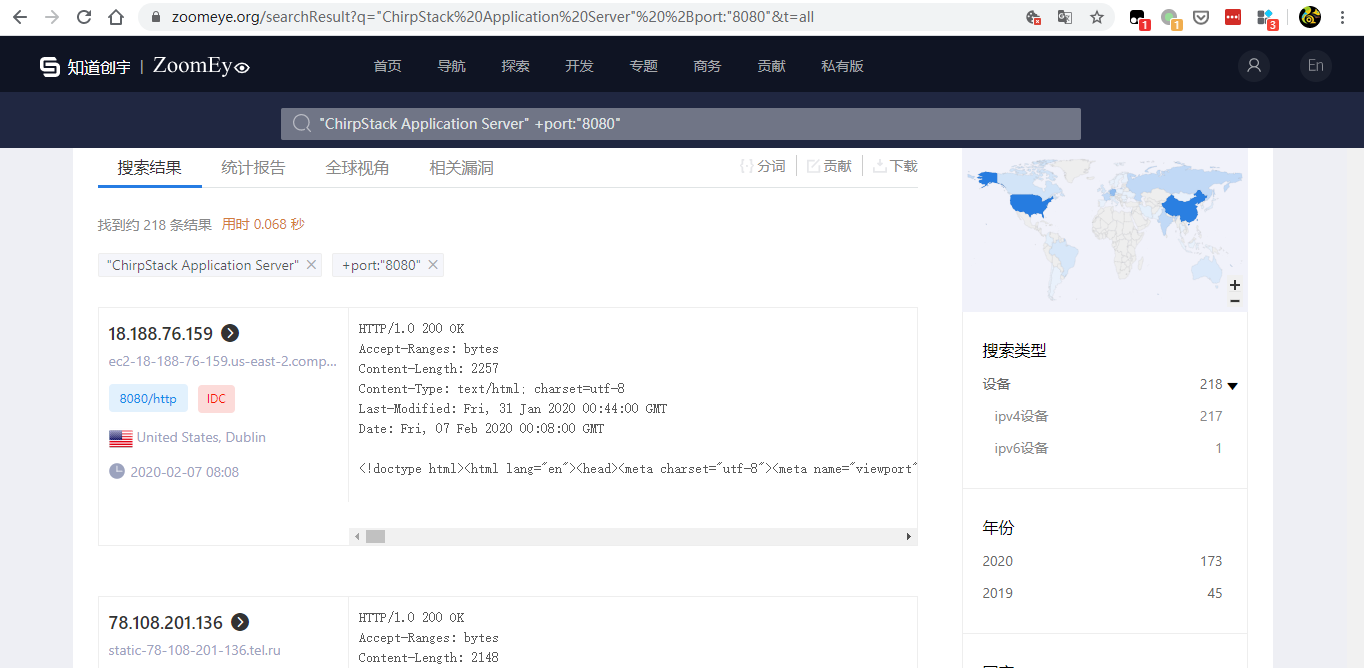 zoomeye.org/searchResult?q="ChirpStack%20Application%20Server"%20%2Bport:"8080"&t=all
1
1
3
知道创宇 | ZoomEye
首页 导航 探索 开发 专题 商务 贡献 私有版
En
"ChirpStack Application Server" +port:"8080"
搜索结果 统计报告 全球视角 相关漏洞
分词 贡献 下载
找到约 218 条结果 用时 0.068 秒
"ChirpStack Application Server" ✕ +port:"8080" ✕
18.188.76.159
ec2-18-188-76-159.us-east-2.comp...
8080/http IDC
United States, Dublin
2020-02-07 08:08
HTTP/1.0 200 OK
Accept-Ranges: bytes
Content-Length: 2257
Content-Type: text/html; charset=utf-8
Last-Modified: Fri, 31 Jan 2020 00:44:00 GMT
Date: Fri, 07 Feb 2020 00:08:00 GMT
<!doctype html><html lang="en"><head><meta charset="utf-8"><meta name="viewport"
78.108.201.136
static-78-108-201-136.tel.ru
HTTP/1.0 200 OK
Accept-Ranges: bytes
Content-Length: 2148
+
−
搜索类型
设备 218
ipv4设备 217
ipv6设备 1
年份
2020 173
2019 45